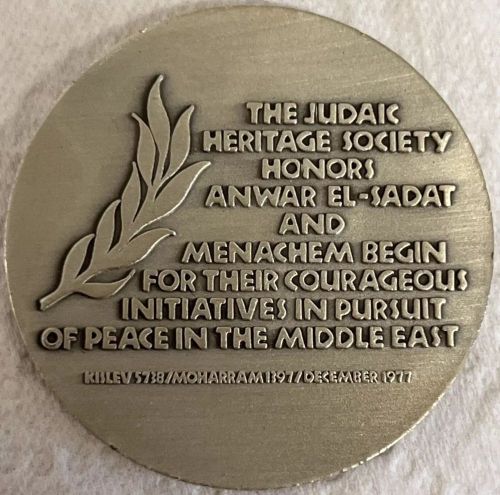 THE JUDAIC
HERITAGE SOCIETY
HONORS
ANWAR EL-SADAT
AND
MENACHEM BEGIN
FOR THEIR COURAGEOUS
INITIATIVES IN PURSUIT
OF PEACE IN THE MIDDLE EAST
KISLEV 5738/MOHARRAM 1397/DECEMBER 1977